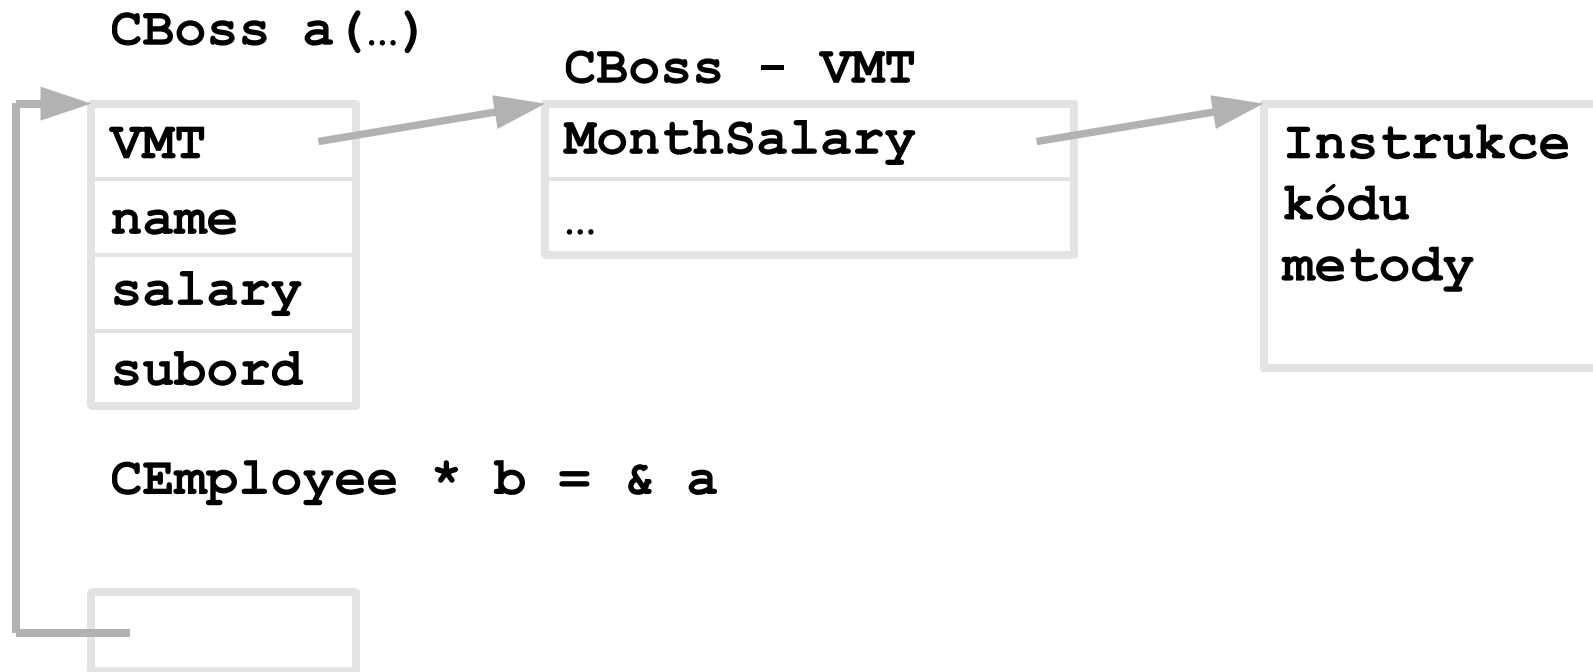 CBoss a(…)
VMT
name
salary
subord
CBoss - VMT
MonthSalary
…
Instrukce
kódu
metody
CEmployee * b = & a